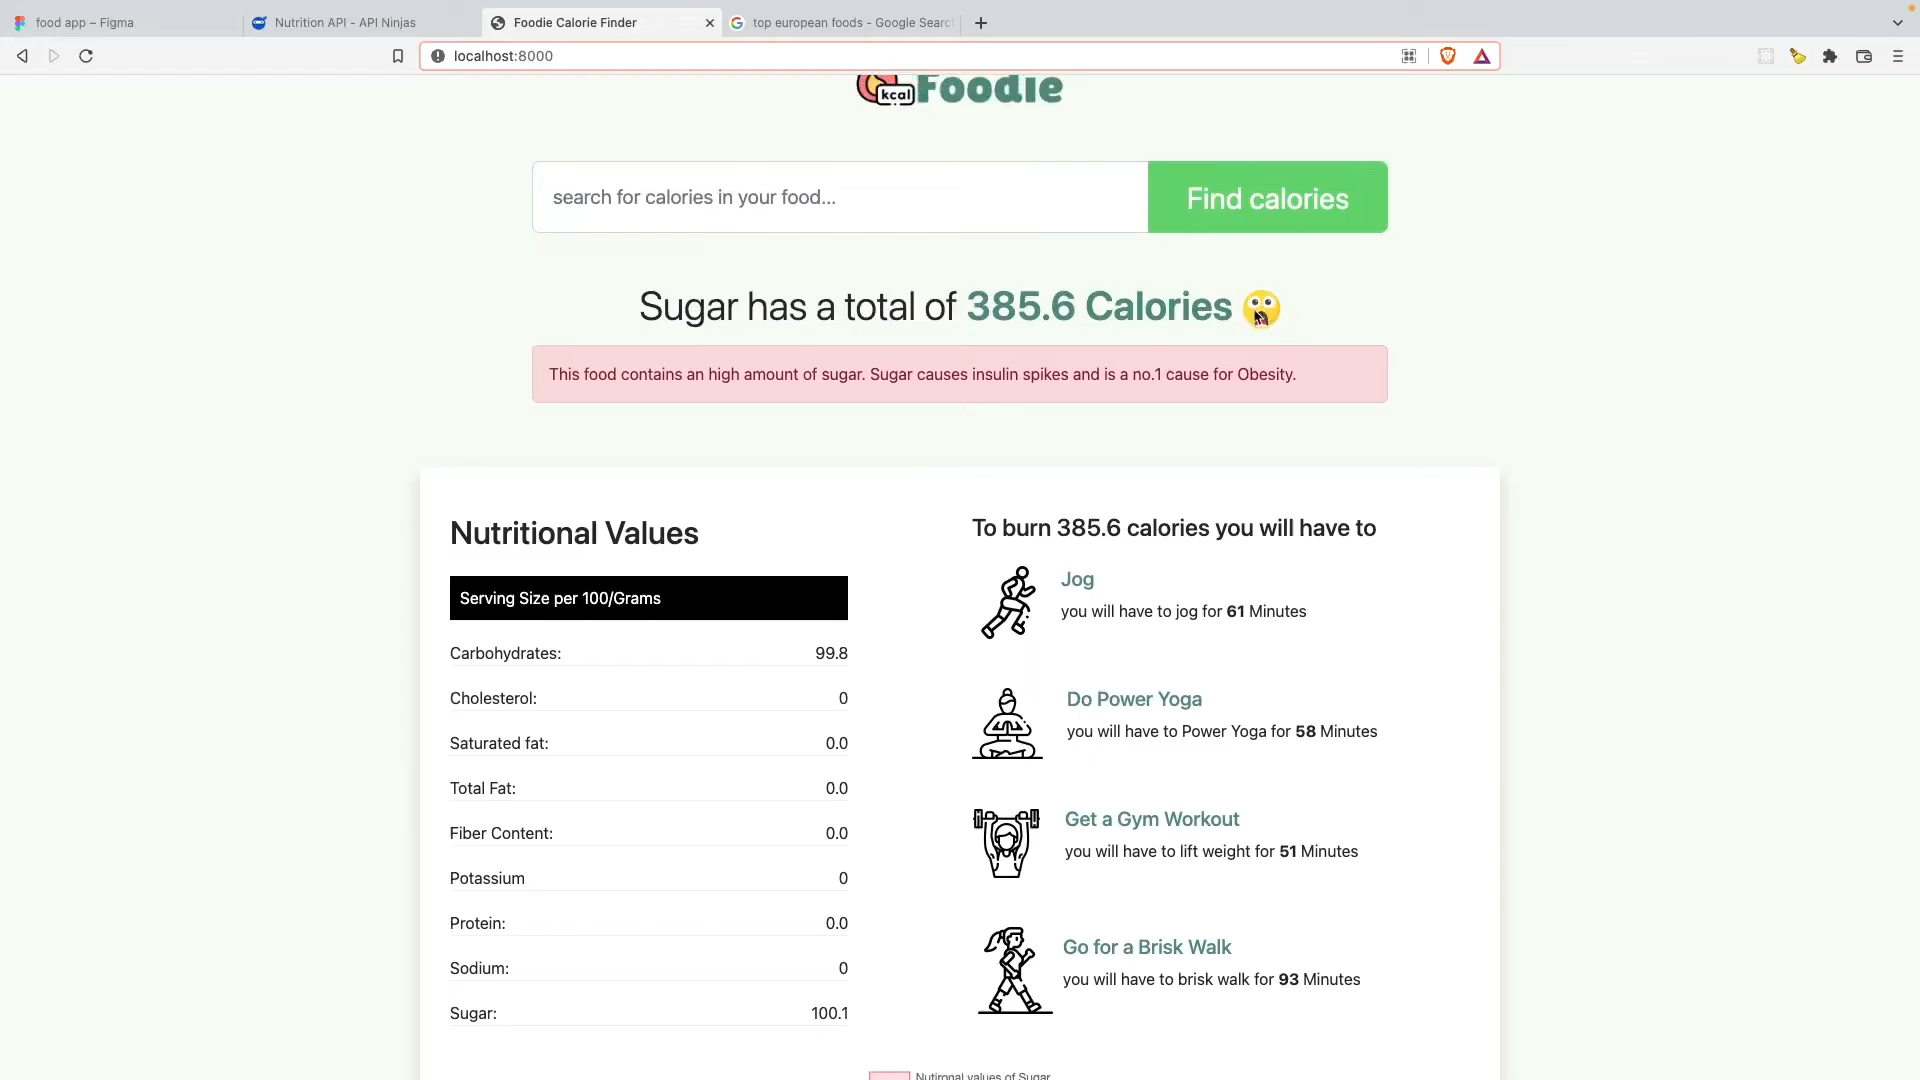 food app – Figma
Nutrition API - API Ninjas
Foodie Calorie Finder
top european foods - Google Searc
localhost:8000
kcal Foodie
search for calories in your food...
Find calories
Sugar has a total of 385.6 Calories
This food contains an high amount of sugar. Sugar causes insulin spikes and is a no.1 cause for Obesity.
Nutritional Values
Serving Size per 100/Grams
Carbohydrates: 99.8
Cholesterol: 0
Saturated fat: 0.0
Total Fat: 0.0
Fiber Content: 0.0
Potassium 0
Protein: 0.0
Sodium: 0
Sugar: 100.1
To burn 385.6 calories you will have to
Jog
you will have to jog for 61 Minutes
Do Power Yoga
you will have to Power Yoga for 58 Minutes
Get a Gym Workout
you will have to lift weight for 51 Minutes
Go for a Brisk Walk
you will have to brisk walk for 93 Minutes
Nutironal values of Sugar